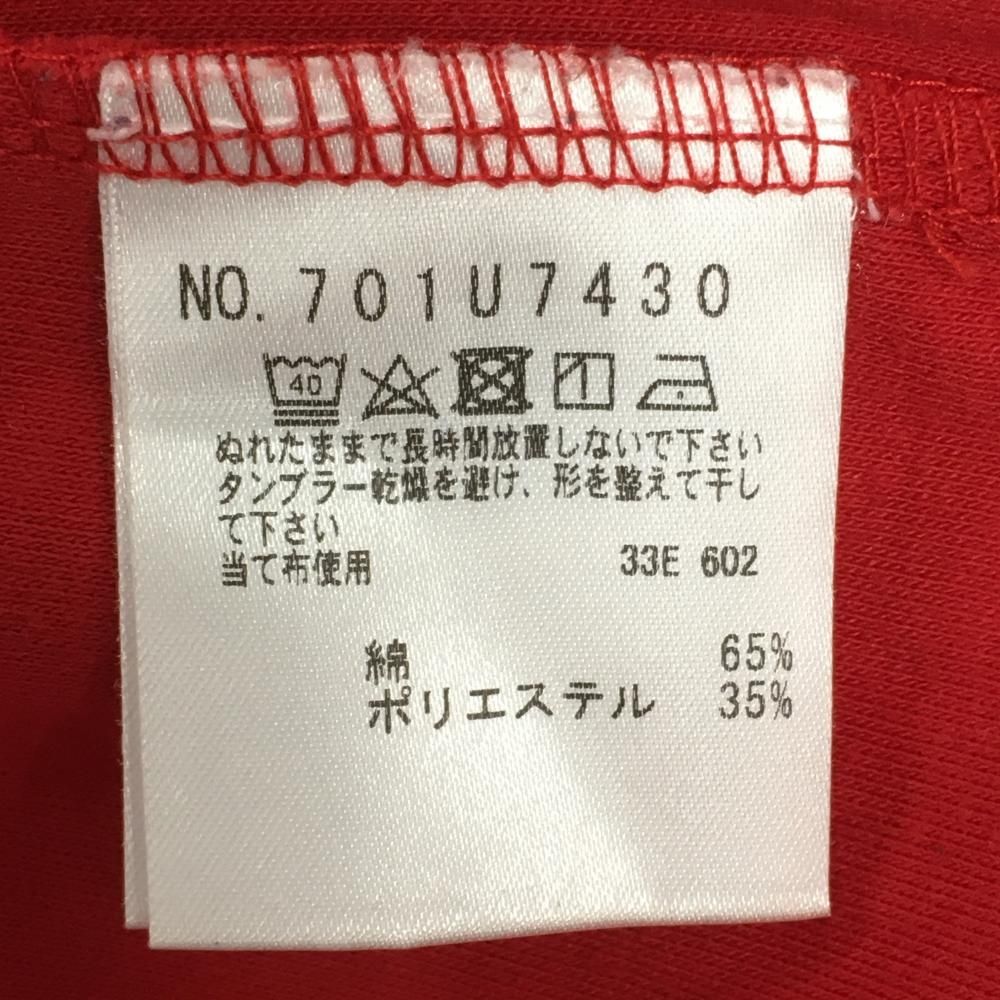 NO. 701U7430
40
ぬれたままで長時間放置しないで下さい
タンブラー乾燥を避け、形を整えて干し
て下さい
当て布使用 33E 602
綿 65%
ポリエステル 35%